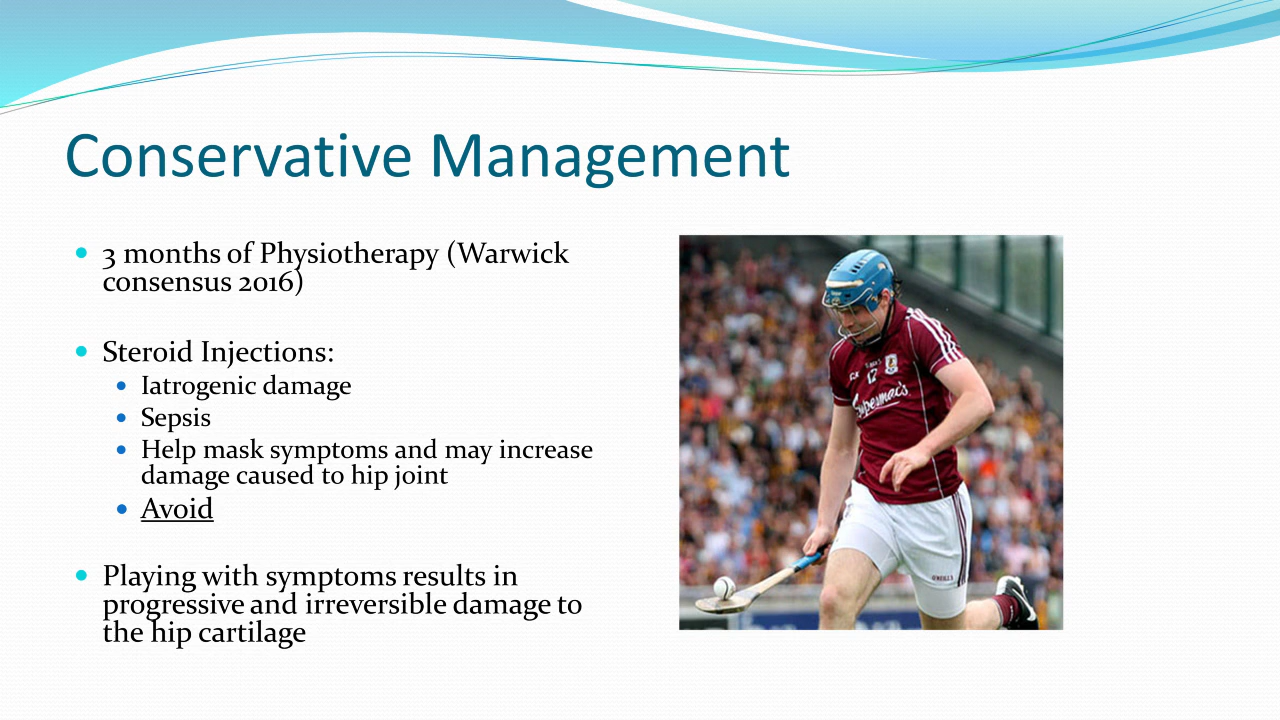 Conservative Management
3 months of Physiotherapy (Warwick
consensus 2016)
Steroid Injections:
Iatrogenic damage
Sepsis
Help mask symptoms and may increase
damage caused to hip joint
Avoid
Playing with symptoms results in
progressive and irreversible damage to
the hip cartilage
12
Supermac's
O'NEILLS